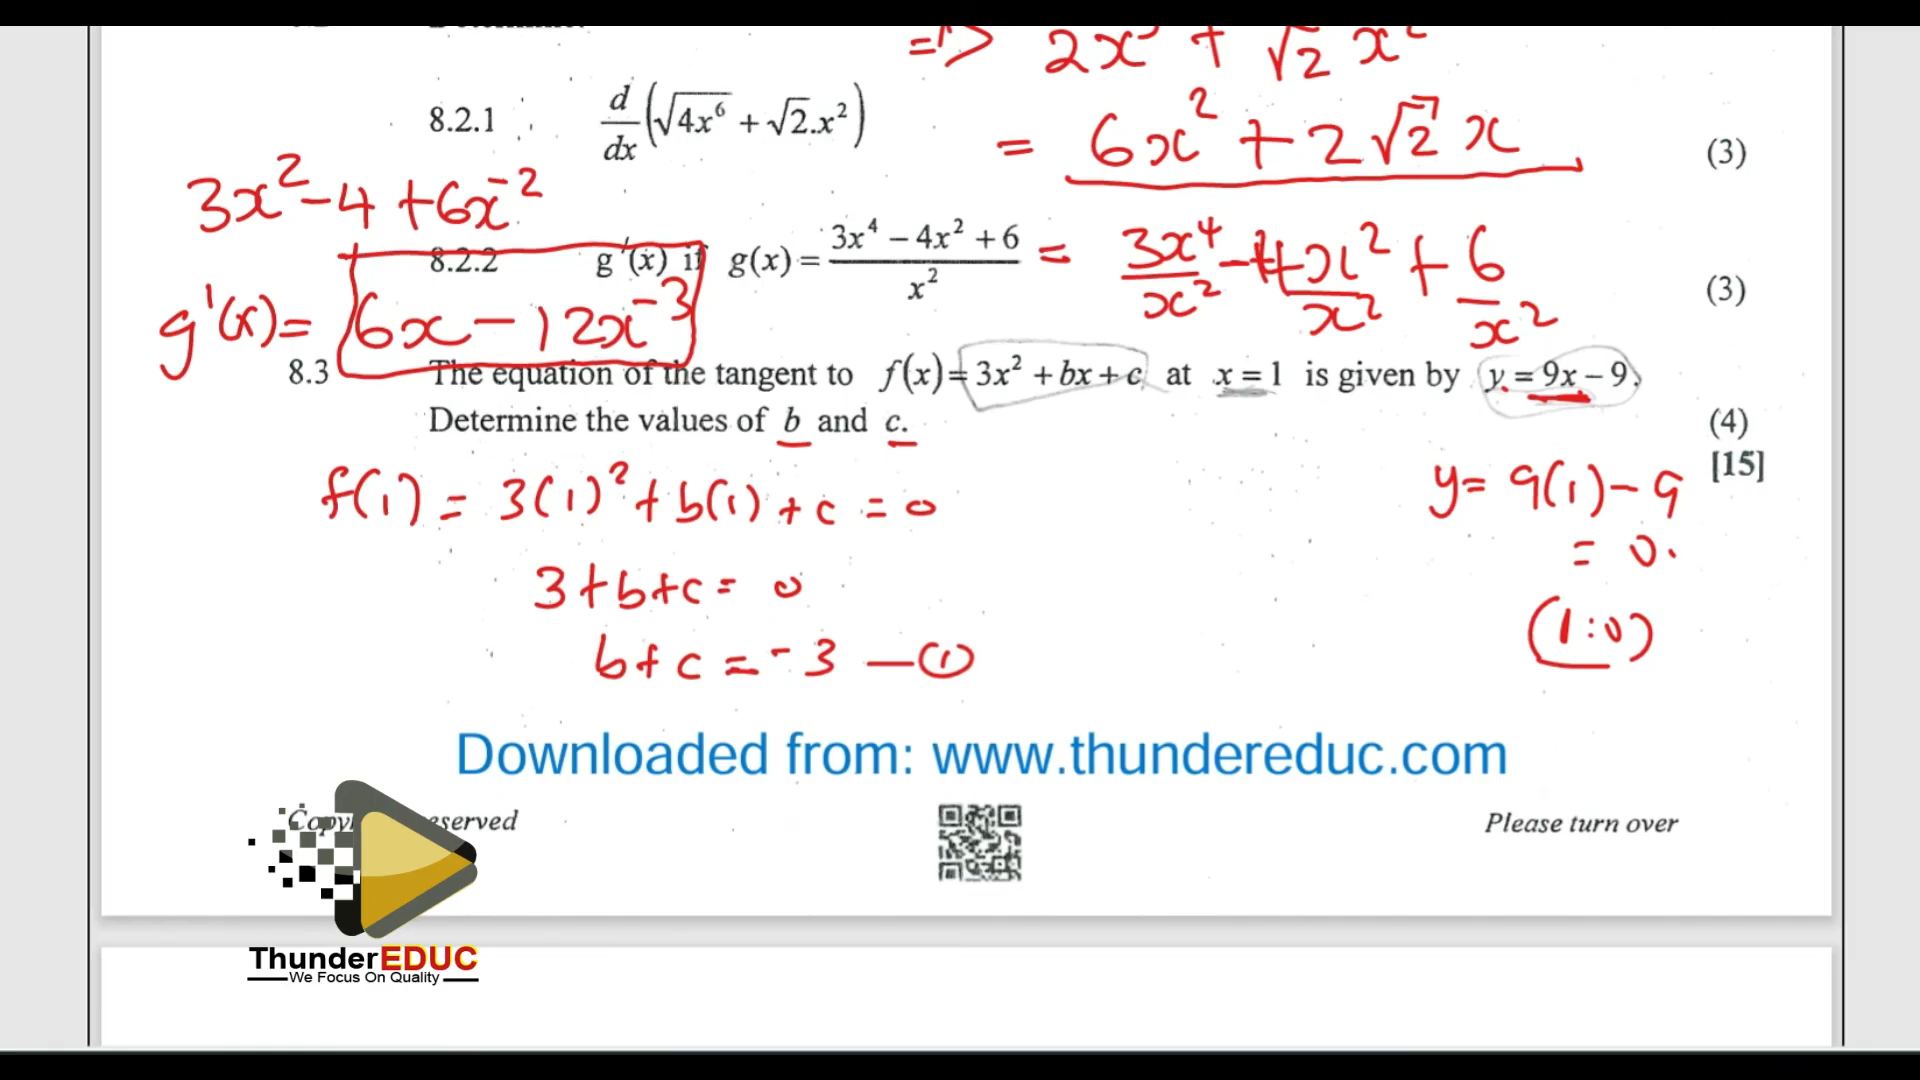 => 2x³ + √2 x²
8.2.1 d/dx (√4x⁶ + √2.x²)
= 6x² + 2√2 x (3)
3x² - 4 + 6x⁻²
8.2.2 g'(x) if g(x) = (3x⁴ − 4x² + 6)/x² = 3x⁴/x² - 4x²/x² + 6/x² (3)
g'(x) = 6x - 12x⁻³
8.3 The equation of the tangent to f(x) = 3x² + bx + c at x = 1 is given by y = 9x − 9.
Determine the values of b and c. (4)
[15]
f(1) = 3(1)² + b(1) + c = 0
y = 9(1) - 9
= 0.
3 + b + c = 0
(1:0)
b + c = -3 — ①
Downloaded from: www.thundereduc.com
Please turn over
ThunderEDUC
We Focus On Quality